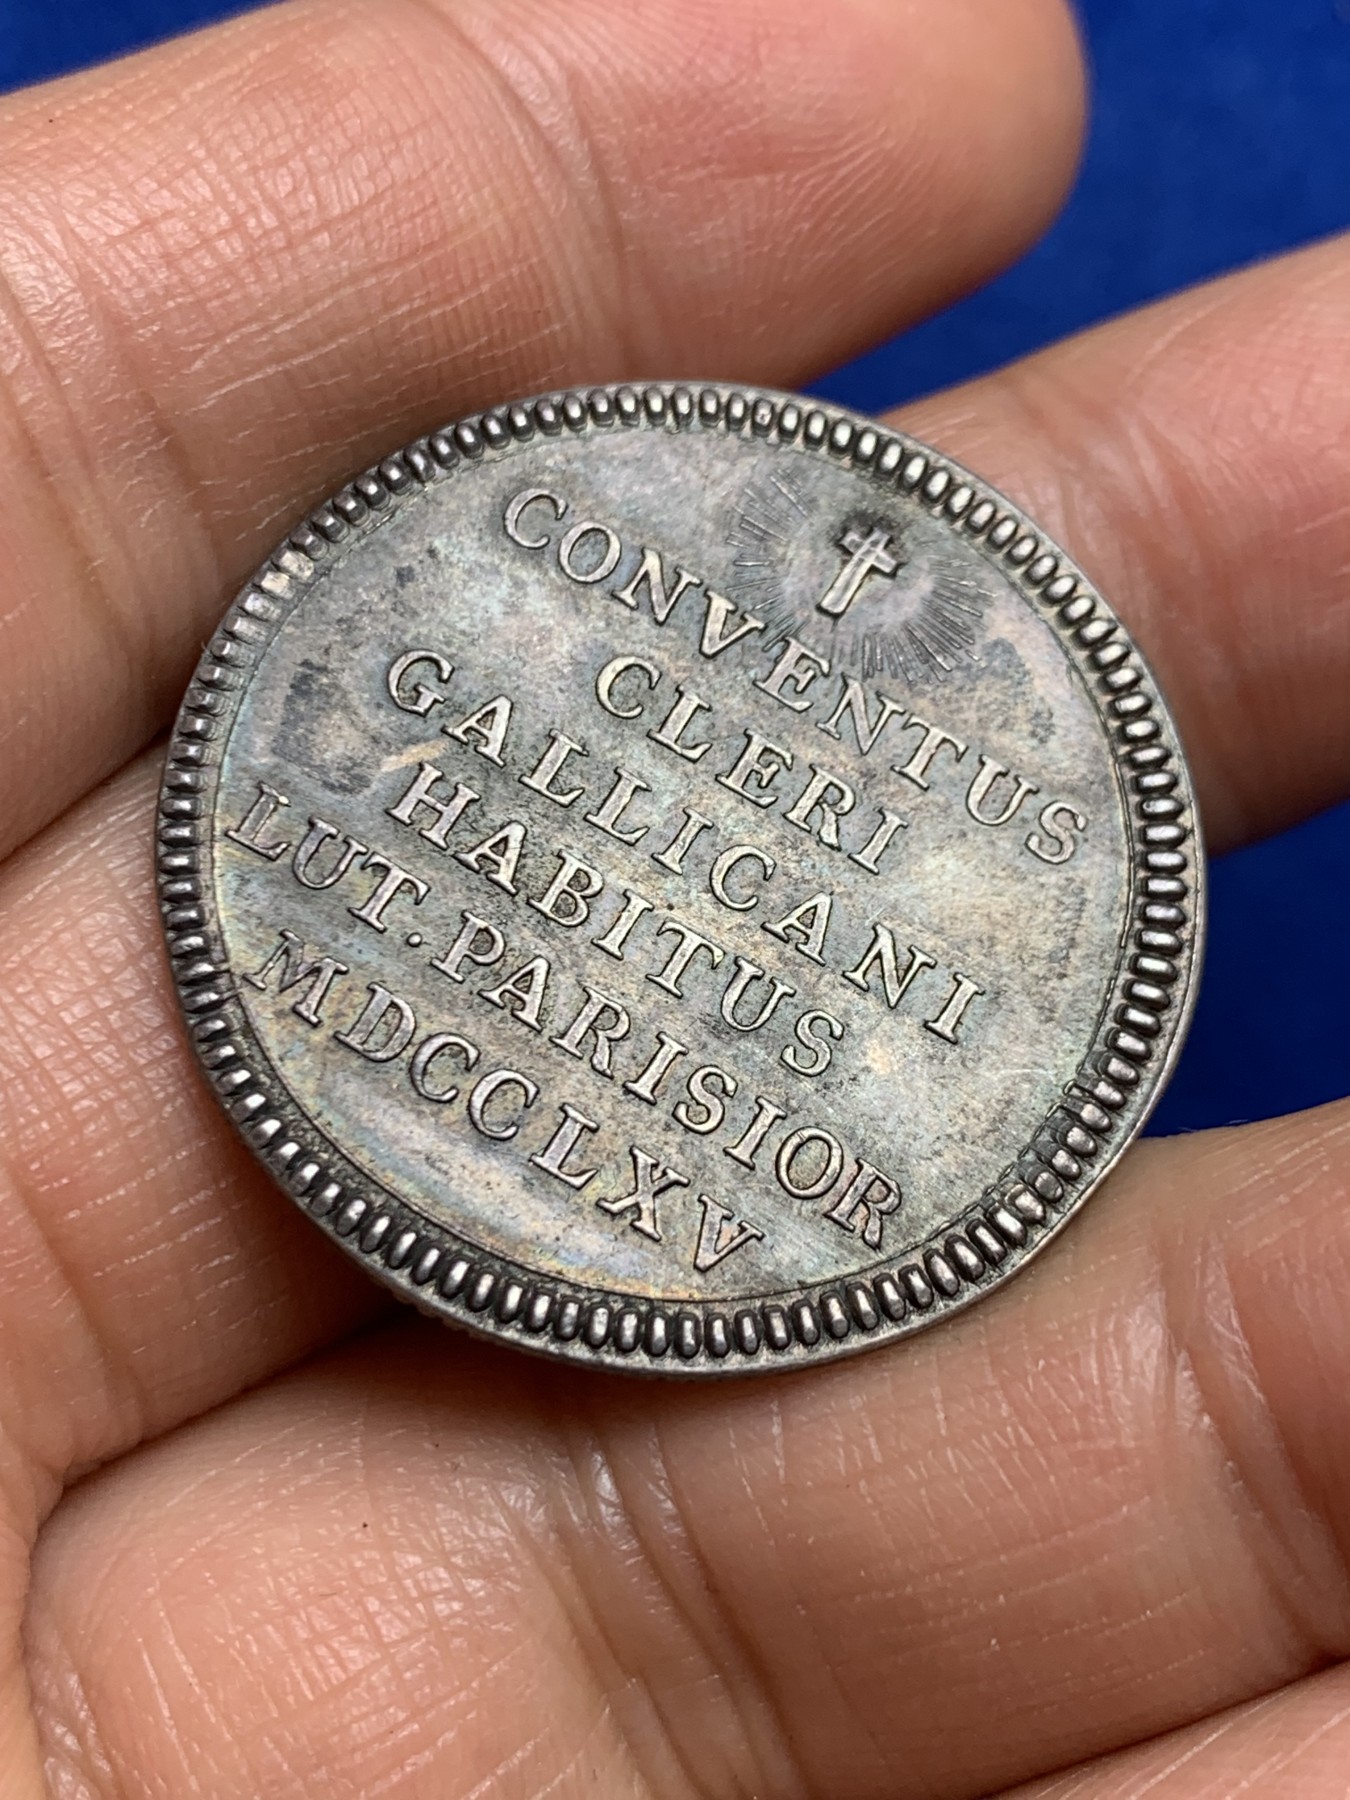 CONVENTUS
CLERI
GALLICANI
HABITUS
LUT. PARISIOR
MDCCLXV